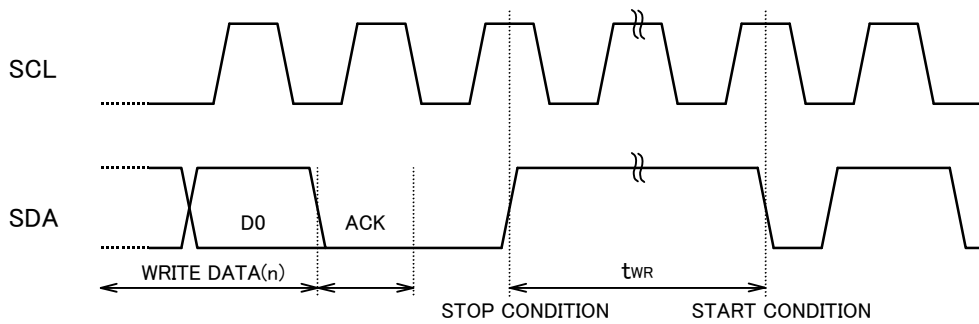 SCL
SDA
D0
ACK
WRITE DATA(n)
tWR
STOP CONDITION
START CONDITION